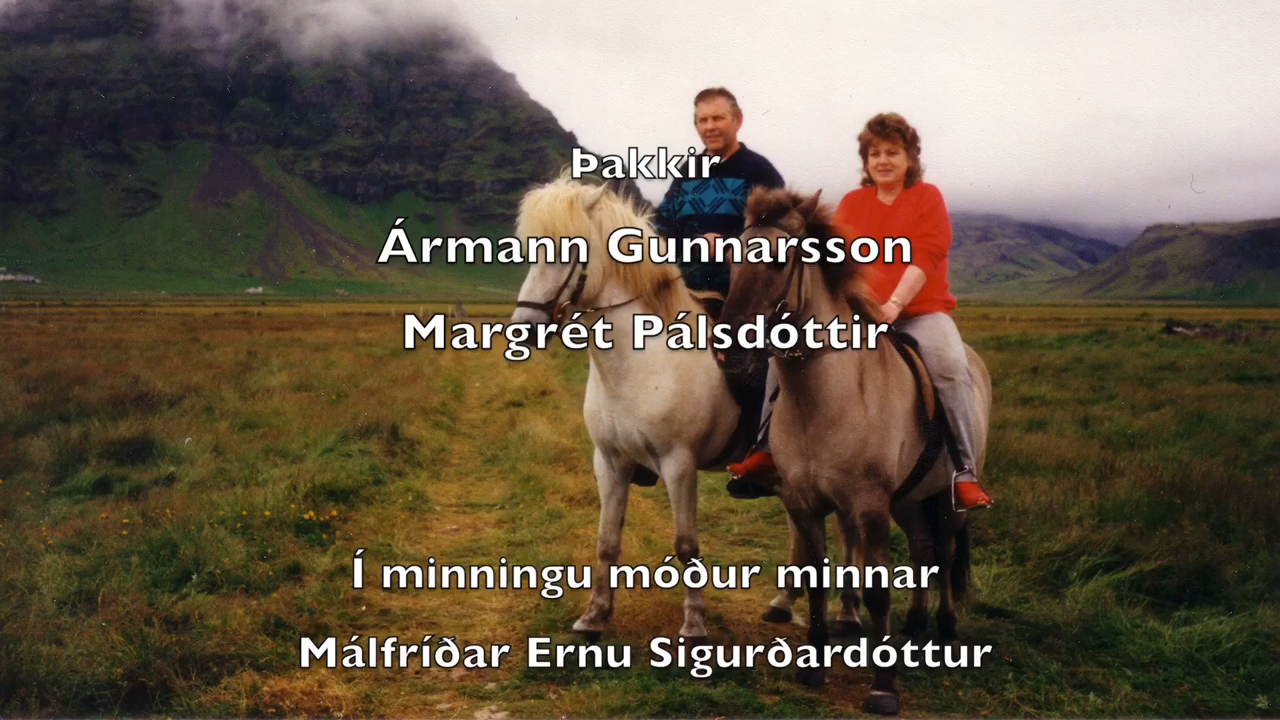 Þakkir
Ármann Gunnarsson
Margrét Pálsdóttir
Í minningu móður minnar
Málfríðar Ernu Sigurðardóttur